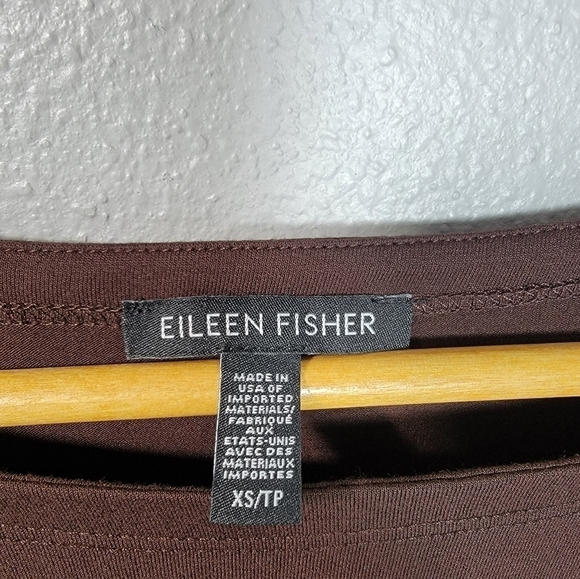 EILEEN FISHER
MADE IN
USA OF
IMPORTED
MATERIALS/
FABRIQUÉ
AUX
ETATS-UNIS
AVEC DES
MATERIAUX
IMPORTES
XS/TP